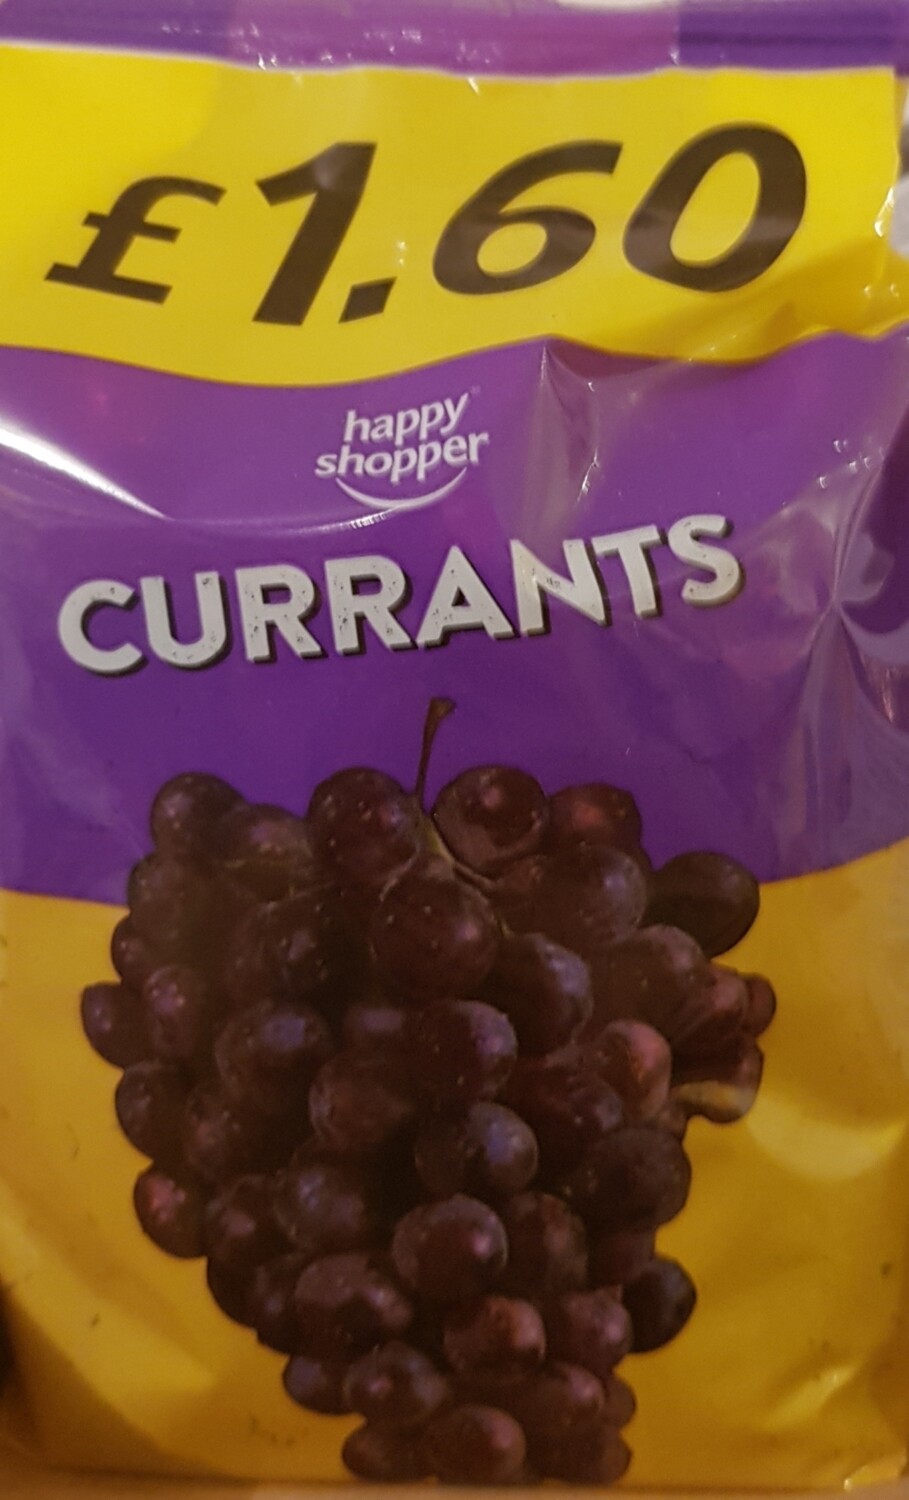 £1.60
happy
shopper
CURRANTS